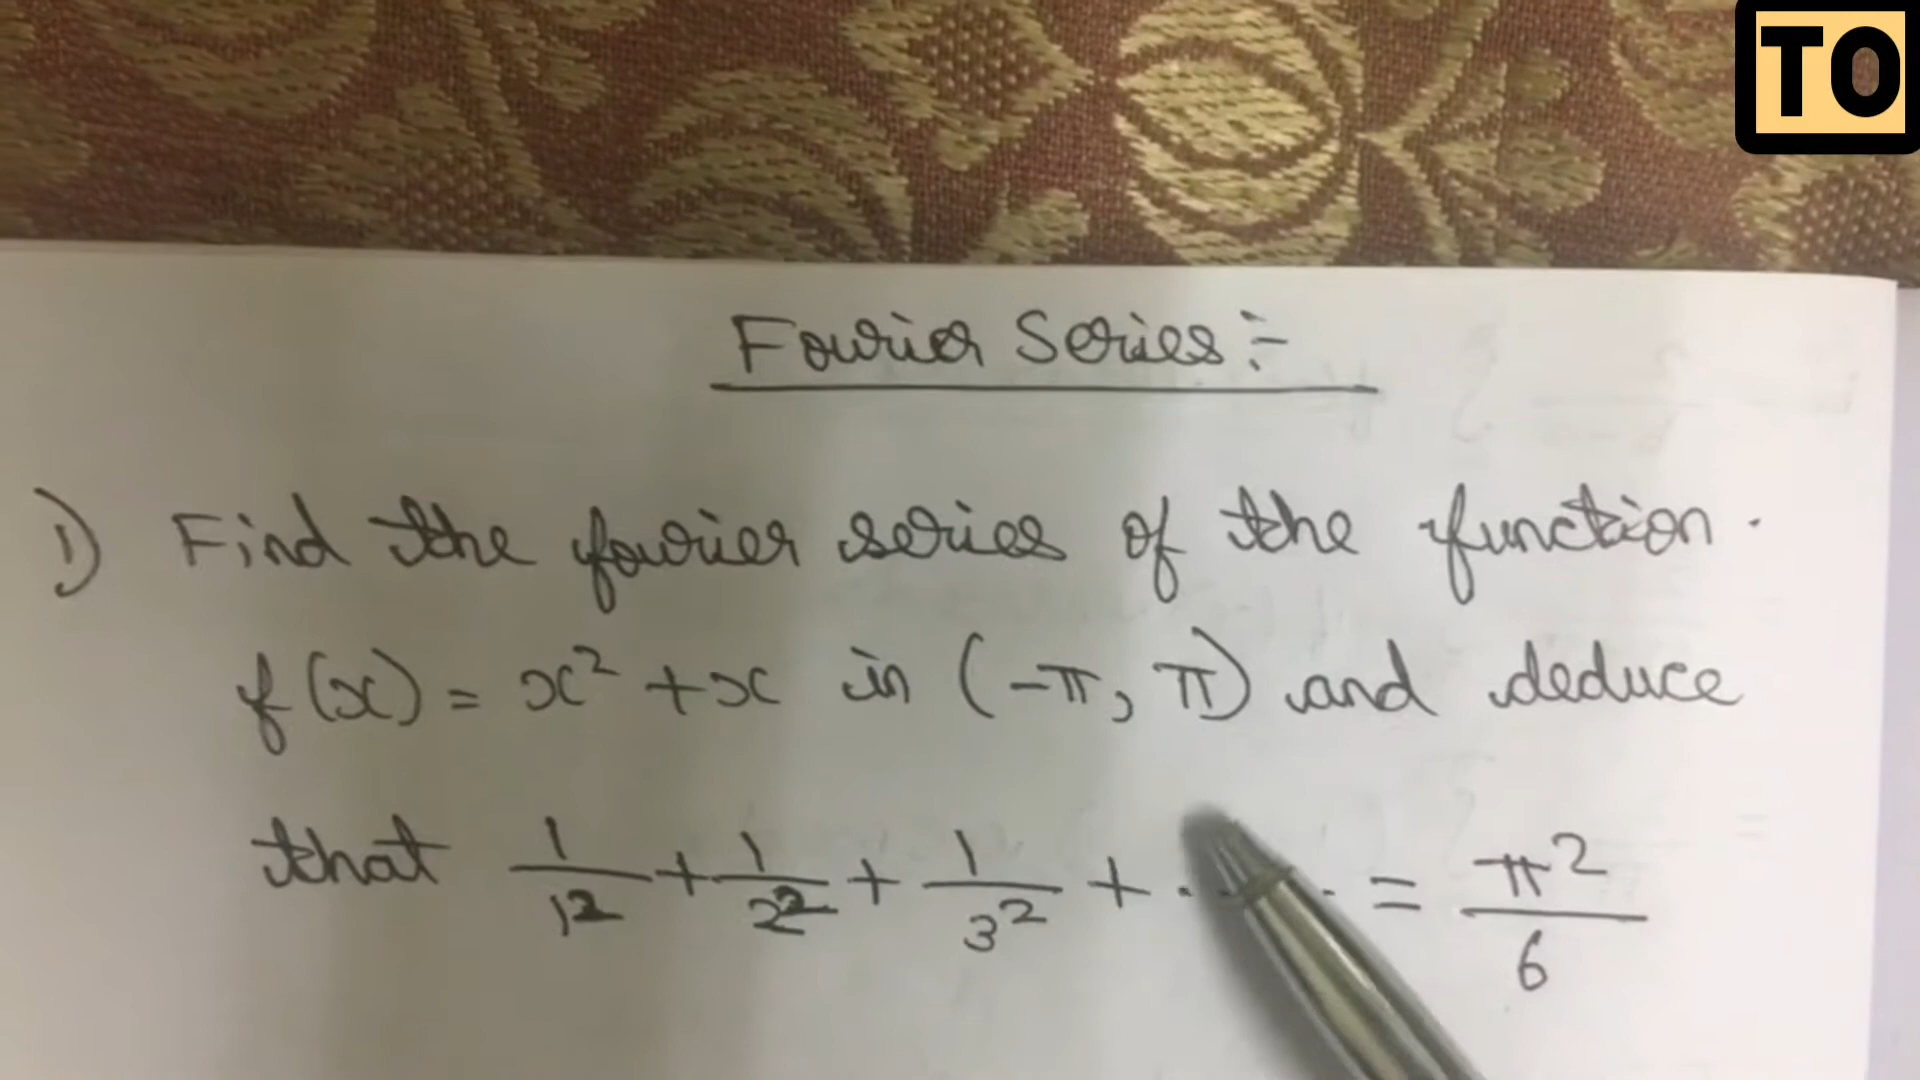 TO
Fourier Series :-
1) Find the fourier series of the function.
f(x) = x² + x in (-π, π) and deduce
that 1/1² + 1/2² + 1/3² + ..... = π²/6